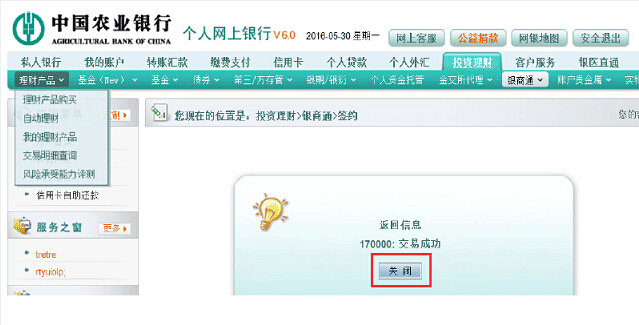 中国农业银行
AGRICULTURAL BANK OF CHINA
个人网上银行 V6.0 2016-05-30 星期一 网上客服 公益捐款 网银地图 安全退出
私人银行 我的账户 转账汇款 缴费支付 信用卡 个人贷款 个人外汇 投资理财 客户服务 银医直通
理财产品 基金（New） 基金 债券 第三方存管 银期/银衍 个人资金托管 金交所代理 银商通 账户贵金属 实物
理财产品购买
自动理财
我的理财产品
交易明细查询
风险承受能力评测
信用卡自助还款
您现在的位置是：投资理财>银商通>签约 您的
服务之窗 更多
tretre
rtyuiolp;
返回信息
170000: 交易成功
关 闭